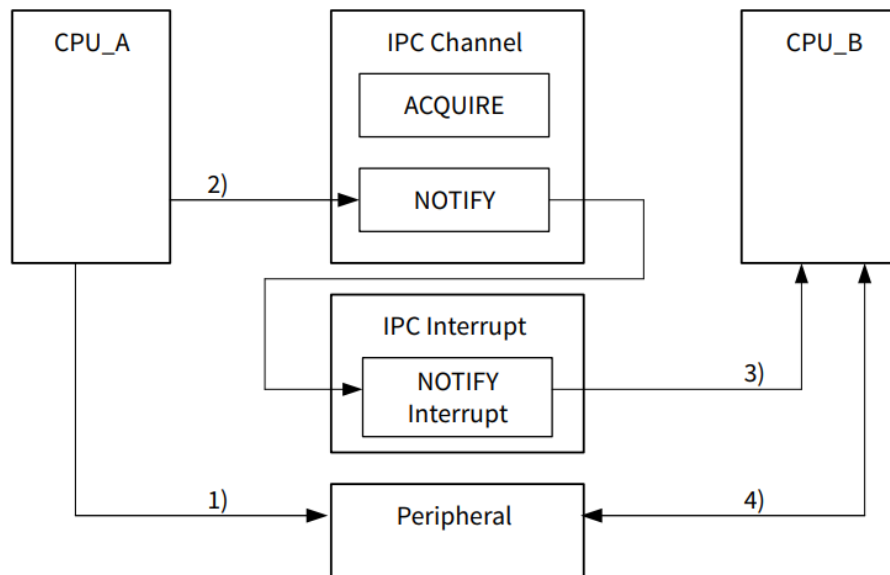 CPU_A
IPC Channel
CPU_B
ACQUIRE
2)
NOTIFY
IPC Interrupt
NOTIFY
Interrupt
3)
1)
Peripheral
4)